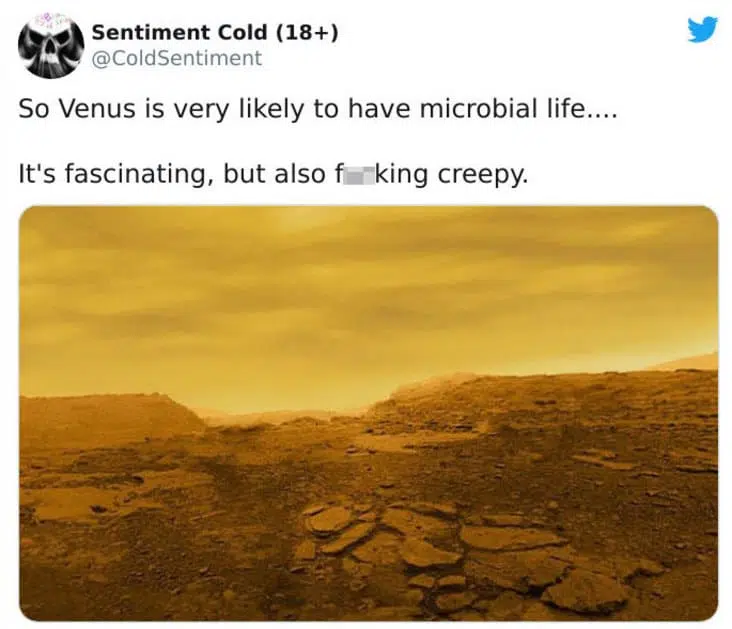 Sentiment Cold (18+)
@ColdSentiment
So Venus is very likely to have microbial life....
It's fascinating, but also f king creepy.